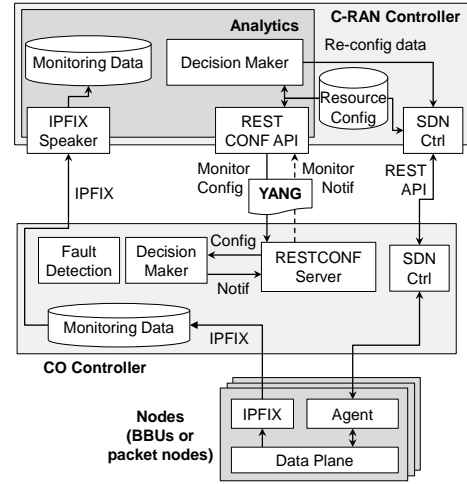 C-RAN Controller
Analytics
Monitoring Data
Decision Maker
Re-config data
Resource
Config
IPFIX
Speaker
REST
CONF API
SDN
Ctrl
Monitor
Config
Monitor
Notif
REST
API
IPFIX
YANG
Fault
Detection
Decision
Maker
Config
Notif
RESTCONF
Server
SDN
Ctrl
Monitoring Data
IPFIX
CO Controller
Nodes
(BBUs or
packet nodes)
IPFIX
Agent
Data Plane